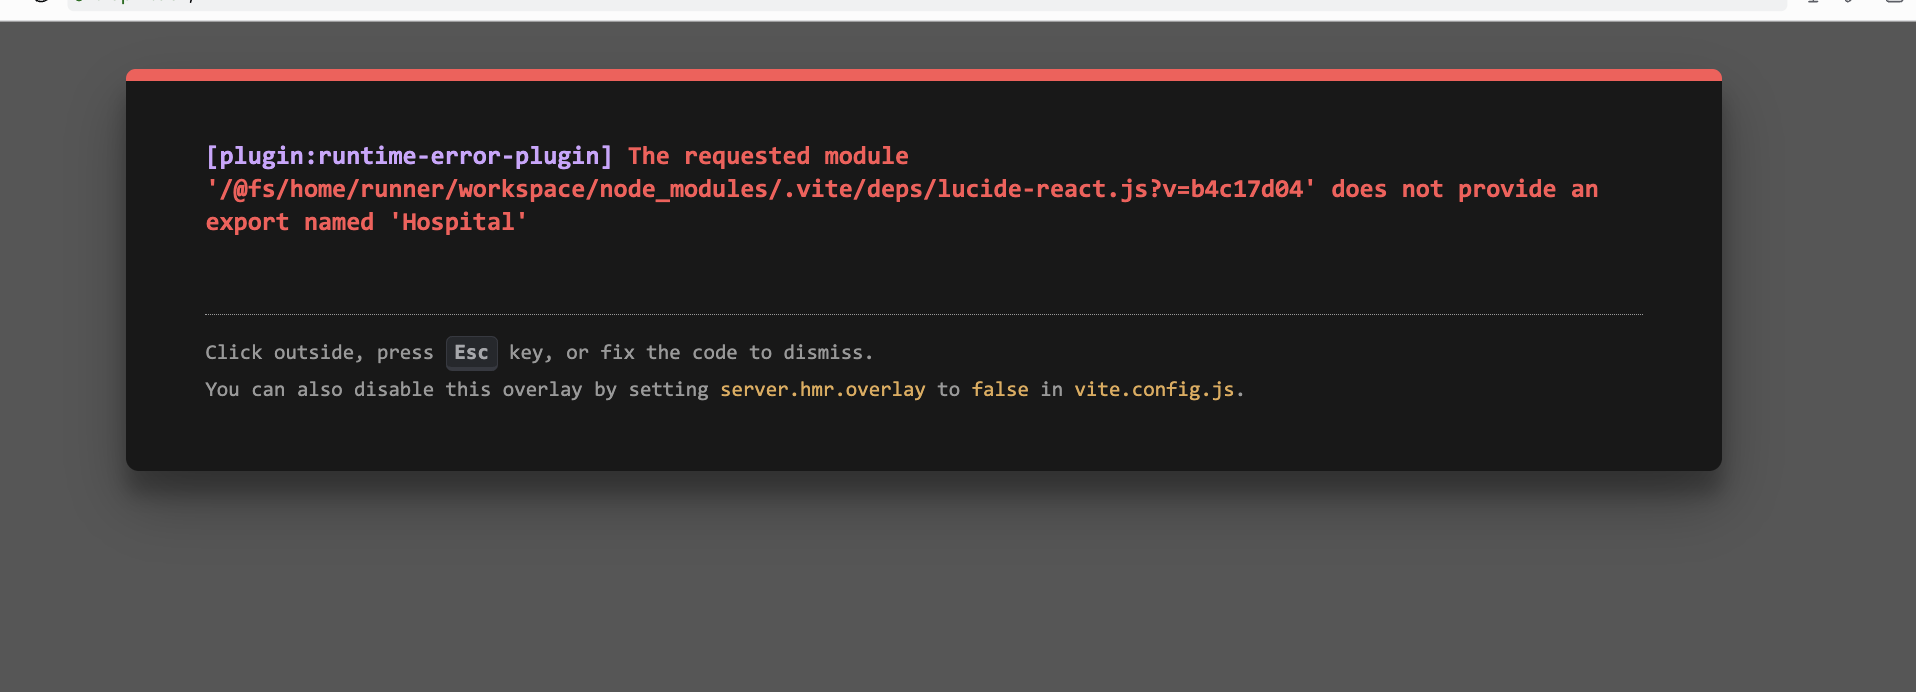 [plugin:runtime-error-plugin] The requested module
'/@fs/home/runner/workspace/node_modules/.vite/deps/lucide-react.js?v=b4c17d04' does not provide an
export named 'Hospital'
Click outside, press Esc key, or fix the code to dismiss.
You can also disable this overlay by setting server.hmr.overlay to false in vite.config.js.